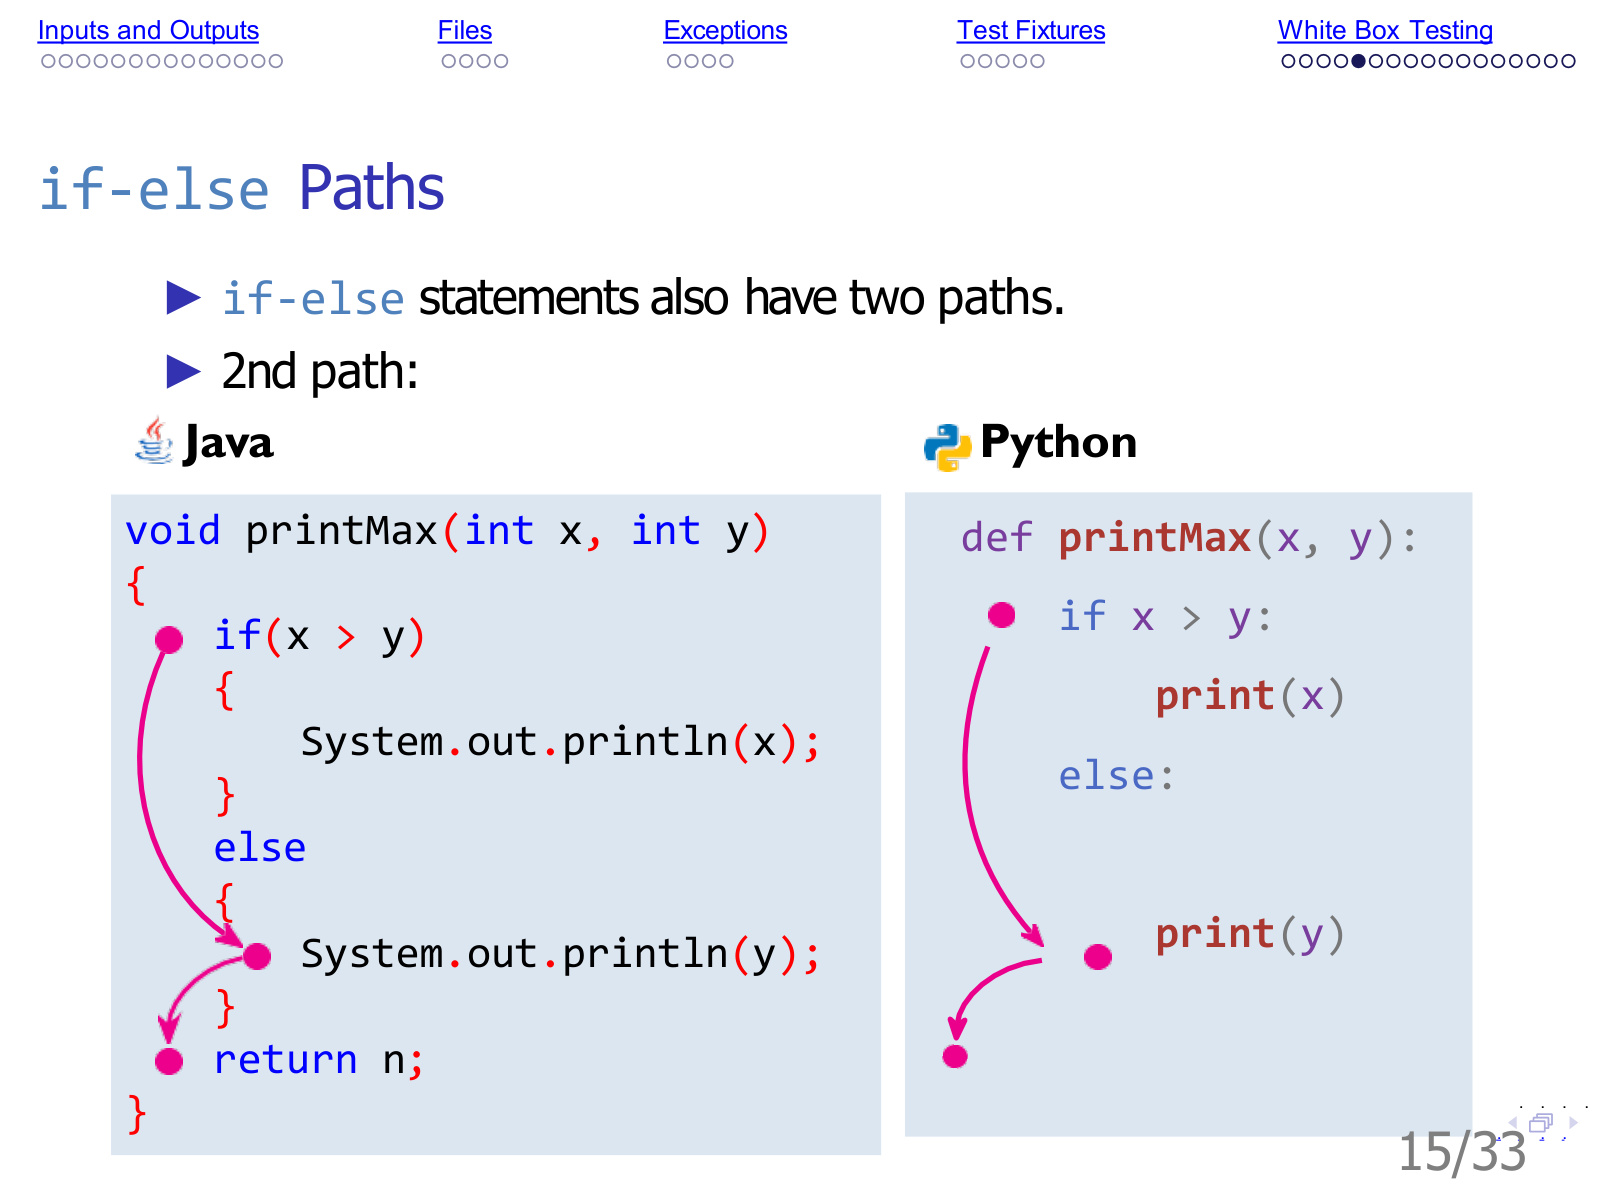 Inputs and Outputs Files Exceptions Test Fixtures White Box Testing
if-else Paths
▶ if-else statements also have two paths.
▶ 2nd path:
Java
void printMax(int x, int y)
{
if(x > y)
{
System.out.println(x);
}
else
{
System.out.println(y);
}
return n;
}
Python
def printMax(x, y):
if x > y:
print(x)
else:
print(y)
15/33